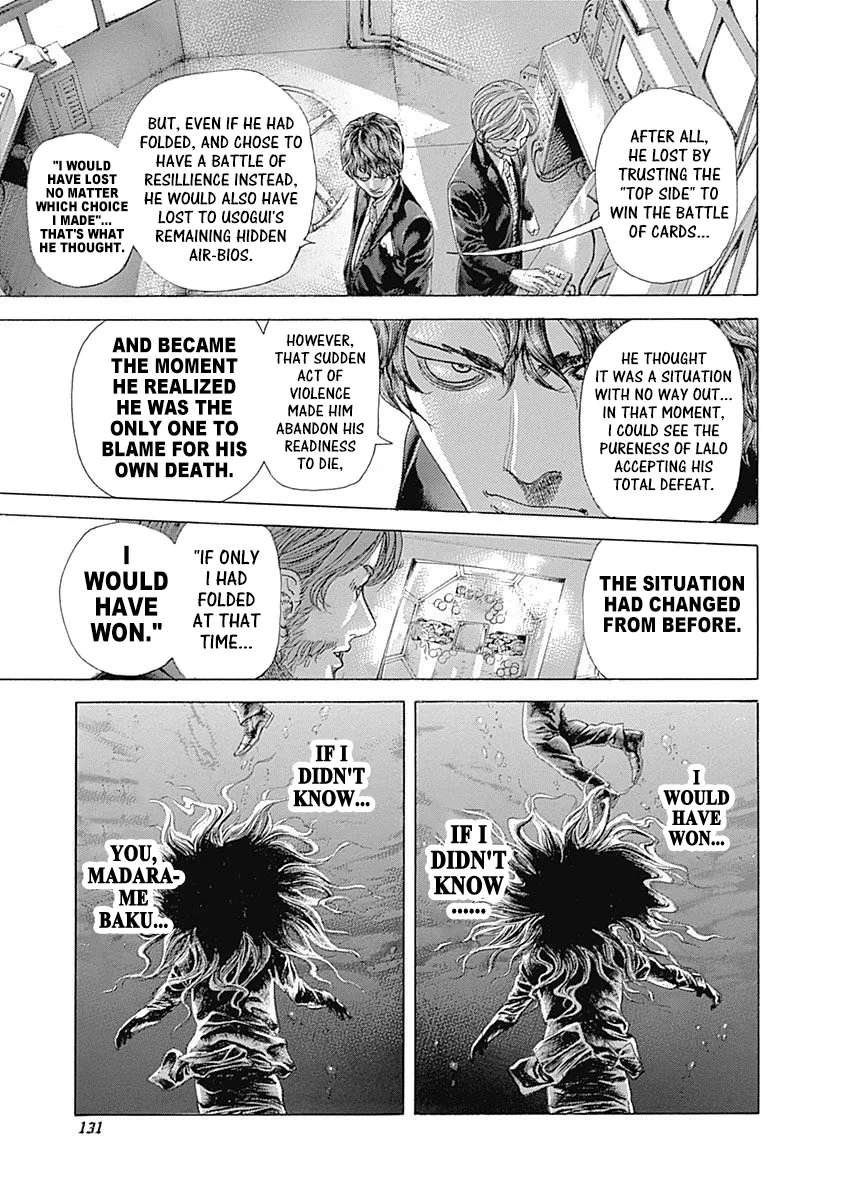 AFTER ALL,
HE LOST BY
TRUSTING THE
"TOP SIDE" TO
WIN THE BATTLE
OF CARDS...
BUT, EVEN IF HE HAD
FOLDED, AND CHOSE TO
HAVE A BATTLE OF
RESILLIENCE INSTEAD,
HE WOULD ALSO HAVE
LOST TO USOGUI'S
REMAINING HIDDEN
AIR-BIOS.
"I WOULD
HAVE LOST
NO MATTER
WHICH CHOICE
I MADE"...
THAT'S WHAT
HE THOUGHT.
HE THOUGHT
IT WAS A SITUATION
WITH NO WAY OUT...
IN THAT MOMENT,
I COULD SEE THE
PURENESS OF LALO
ACCEPTING HIS
TOTAL DEFEAT.
HOWEVER,
THAT SUDDEN
ACT OF
VIOLENCE
MADE HIM
ABANDON HIS
READINESS
TO DIE,
AND BECAME
THE MOMENT
HE REALIZED
HE WAS THE
ONLY ONE TO
BLAME FOR HIS
OWN DEATH.
THE SITUATION
HAD CHANGED
FROM BEFORE.
"IF ONLY
I HAD
FOLDED
AT THAT
TIME...
I
WOULD
HAVE
WON."
I
WOULD
HAVE
WON...
IF I
DIDN'T
KNOW
......
IF I
DIDN'T
KNOW...
YOU,
MADARA-
ME
BAKU...
131